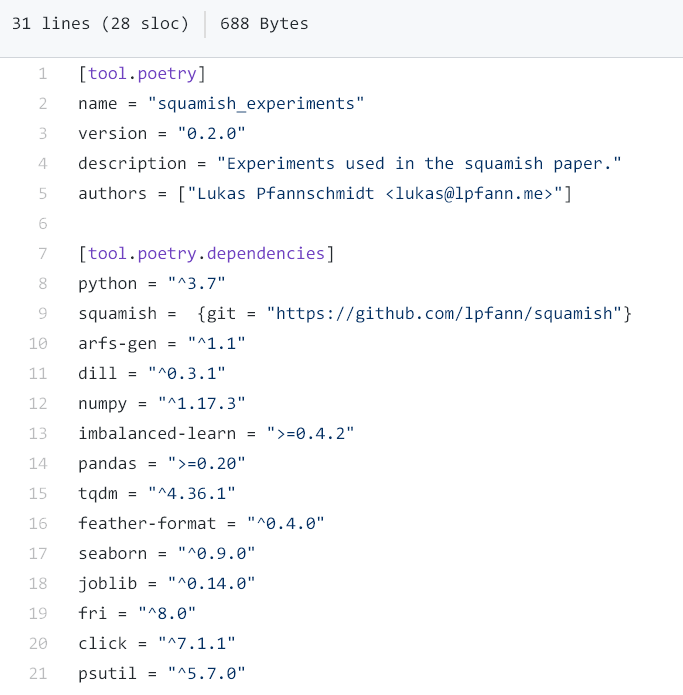 31 lines (28 sloc) 688 Bytes
1 [tool.poetry]
2 name = "squamish_experiments"
3 version = "0.2.0"
4 description = "Experiments used in the squamish paper."
5 authors = ["Lukas Pfannschmidt <lukas@lpfann.me>"]
6
7 [tool.poetry.dependencies]
8 python = "^3.7"
9 squamish =  {git = "https://github.com/lpfann/squamish"}
10 arfs-gen = "^1.1"
11 dill = "^0.3.1"
12 numpy = "^1.17.3"
13 imbalanced-learn = ">=0.4.2"
14 pandas = ">=0.20"
15 tqdm = "^4.36.1"
16 feather-format = "^0.4.0"
17 seaborn = "^0.9.0"
18 joblib = "^0.14.0"
19 fri = "^8.0"
20 click = "^7.1.1"
21 psutil = "^5.7.0"